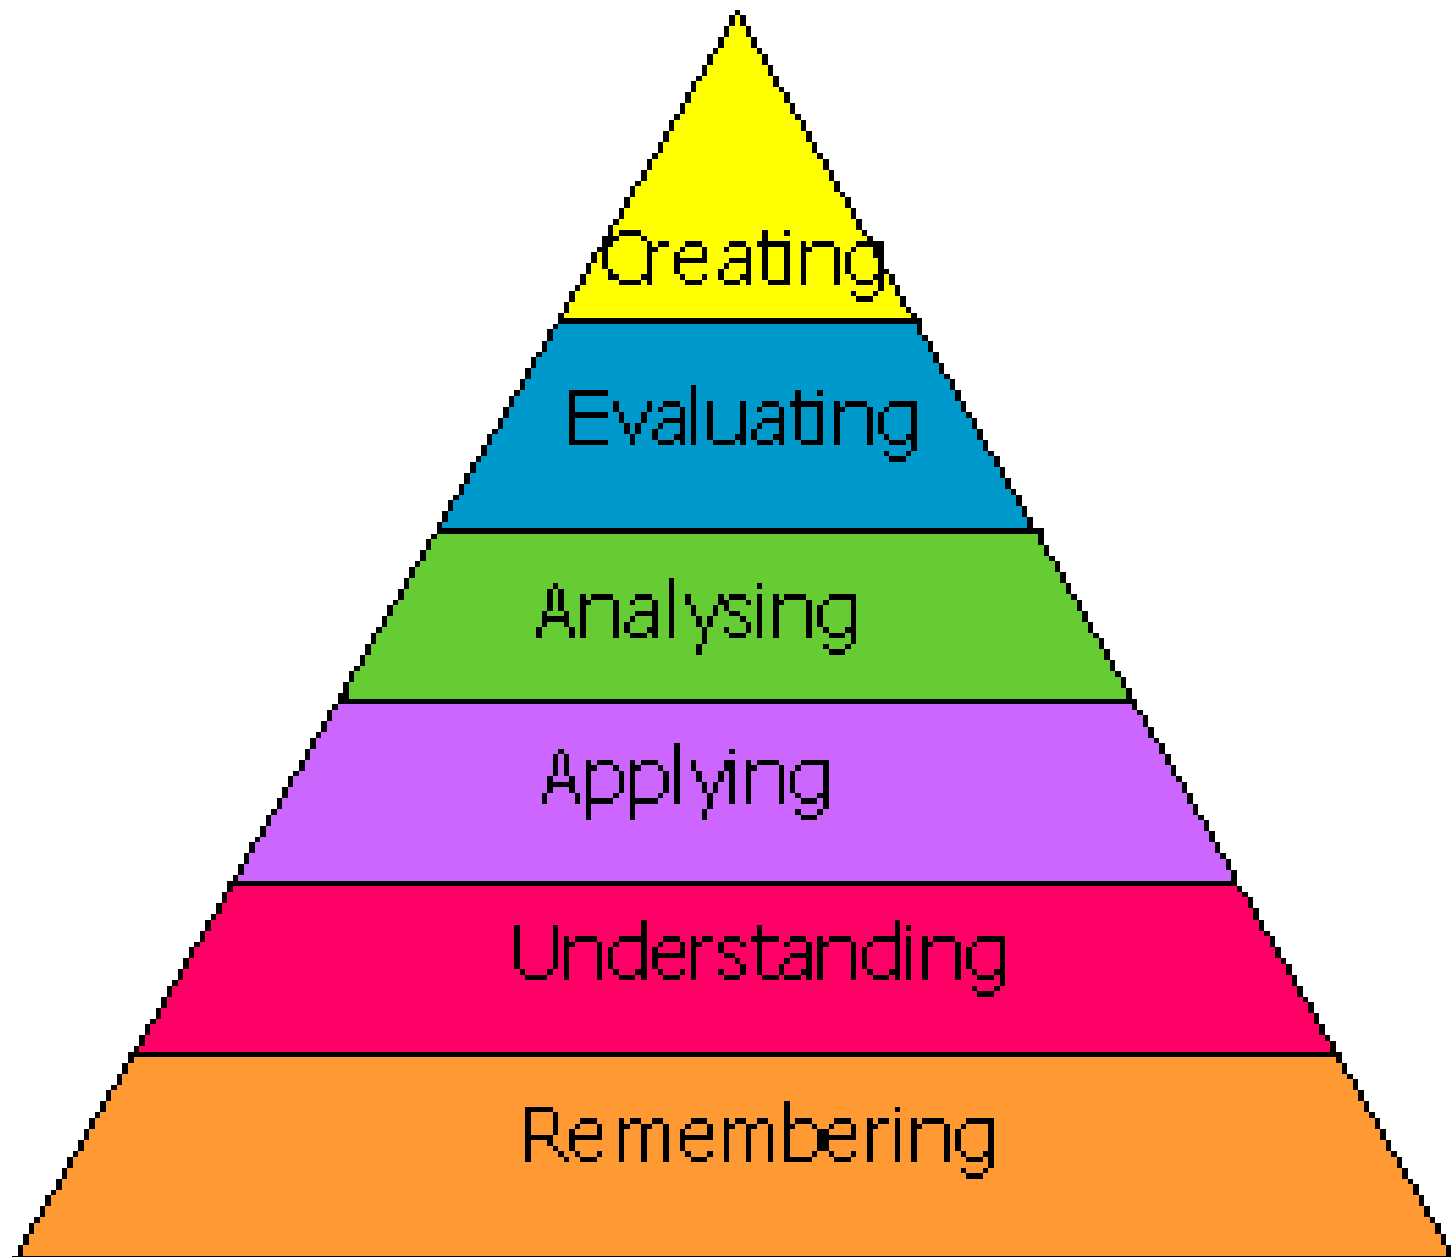 Creating
Evaluating
Analysing
Applying
Understanding
Remembering